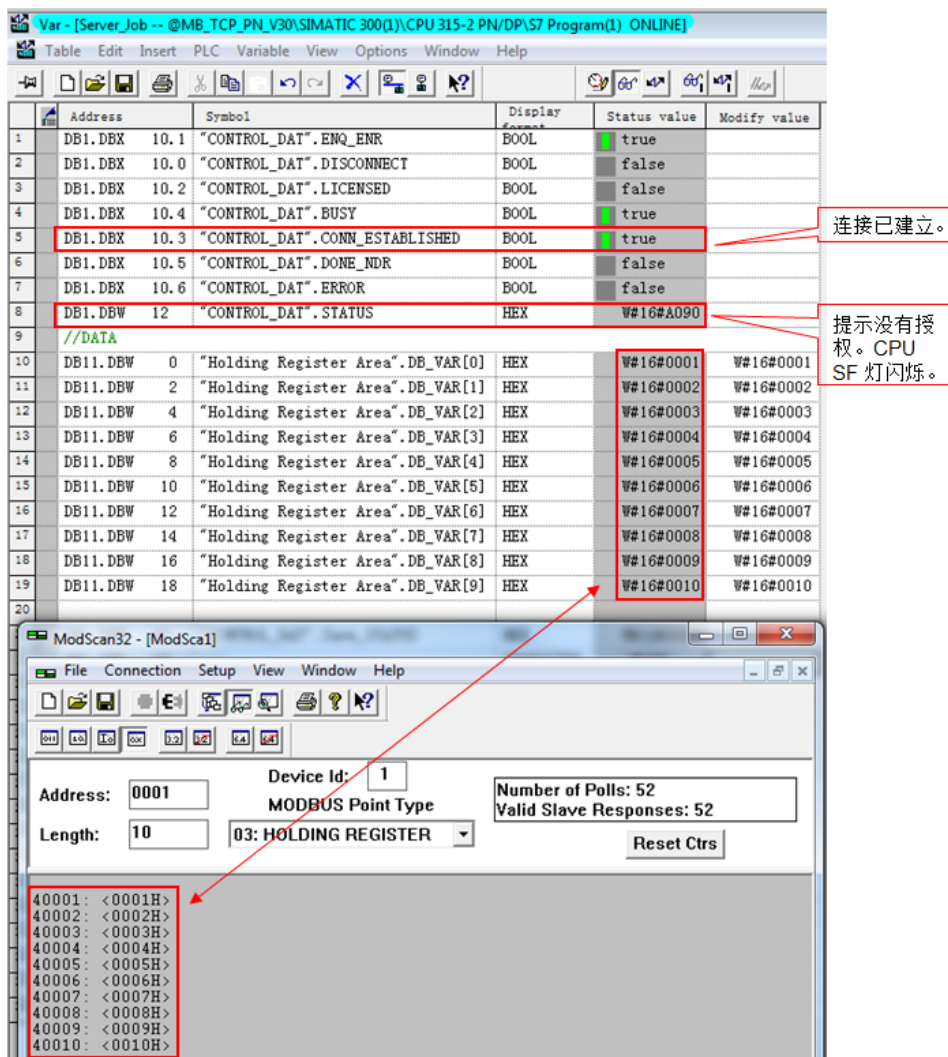 Var - [Server_Job -- @MB_TCP_PN_V30\SIMATIC 300(1)\CPU 315-2 PN/DP\S7 Program(1) ONLINE]
Table Edit Insert PLC Variable View Options Window Help
Address Symbol Display format Status value Modify value
1 DB1.DBX 10.1 "CONTROL_DAT".ENQ_ENR BOOL true
2 DB1.DBX 10.0 "CONTROL_DAT".DISCONNECT BOOL false
3 DB1.DBX 10.2 "CONTROL_DAT".LICENSED BOOL false
4 DB1.DBX 10.4 "CONTROL_DAT".BUSY BOOL true
5 DB1.DBX 10.3 "CONTROL_DAT".CONN_ESTABLISHED BOOL true
连接已建立。
6 DB1.DBX 10.5 "CONTROL_DAT".DONE_NDR BOOL false
7 DB1.DBX 10.6 "CONTROL_DAT".ERROR BOOL false
8 DB1.DBW 12 "CONTROL_DAT".STATUS HEX W#16#A090
提示没有授
权。CPU
SF 灯闪烁。
9 //DATA
10 DB11.DBW 0 "Holding Register Area".DB_VAR[0] HEX W#16#0001 W#16#0001
11 DB11.DBW 2 "Holding Register Area".DB_VAR[1] HEX W#16#0002 W#16#0002
12 DB11.DBW 4 "Holding Register Area".DB_VAR[2] HEX W#16#0003 W#16#0003
13 DB11.DBW 6 "Holding Register Area".DB_VAR[3] HEX W#16#0004 W#16#0004
14 DB11.DBW 8 "Holding Register Area".DB_VAR[4] HEX W#16#0005 W#16#0005
15 DB11.DBW 10 "Holding Register Area".DB_VAR[5] HEX W#16#0006 W#16#0006
16 DB11.DBW 12 "Holding Register Area".DB_VAR[6] HEX W#16#0007 W#16#0007
17 DB11.DBW 14 "Holding Register Area".DB_VAR[7] HEX W#16#0008 W#16#0008
18 DB11.DBW 16 "Holding Register Area".DB_VAR[8] HEX W#16#0009 W#16#0009
19 DB11.DBW 18 "Holding Register Area".DB_VAR[9] HEX W#16#0010 W#16#0010
20
ModScan32 - [ModSca1]
File Connection Setup View Window Help
Address: 0001
Length: 10
Device Id: 1
MODBUS Point Type
03: HOLDING REGISTER
Number of Polls: 52
Valid Slave Responses: 52
Reset Ctrs
40001: <0001H>
40002: <0002H>
40003: <0003H>
40004: <0004H>
40005: <0005H>
40006: <0006H>
40007: <0007H>
40008: <0008H>
40009: <0009H>
40010: <0010H>